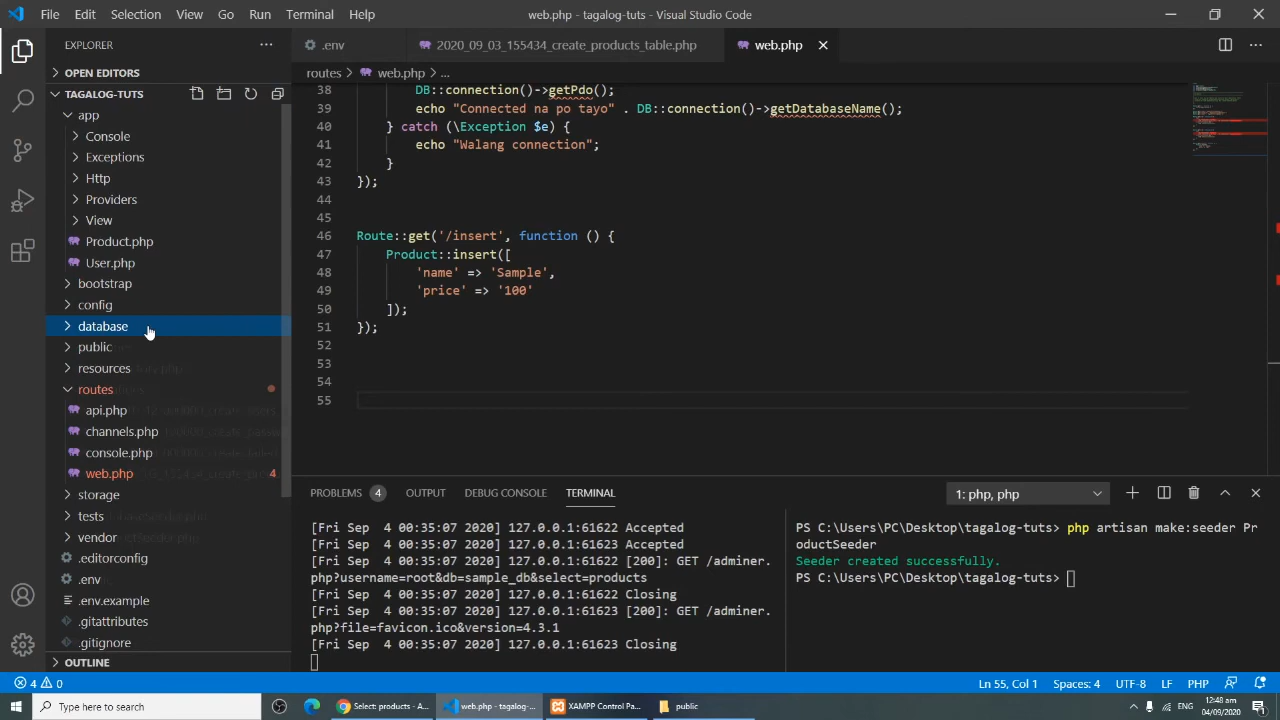 File Edit Selection View Go Run Terminal Help
web.php - tagalog-tuts - Visual Studio Code
EXPLORER
OPEN EDITORS
TAGALOG-TUTS
app
Console
Exceptions
Http
Providers
View
Product.php
User.php
bootstrap
config
database
public
resources
routes
api.php
channels.php
console.php
web.php 4
storage
tests
vendor
.editorconfig
.env
.env.example
.gitattributes
.gitignore
OUTLINE
.env
2020_09_03_155434_create_products_table.php
web.php
routes > web.php > ...
38 DB::connection()->getPdo();
39 echo "Connected na po tayo" . DB::connection()->getDatabaseName();
40 } catch (\Exception $e) {
41 echo "Walang connection";
42 }
43 });
44
45
46 Route::get('/insert', function () {
47 Product::insert([
48 'name' => 'Sample',
49 'price' => '100'
50 ]);
51 });
52
53
54
55
PROBLEMS 4 OUTPUT DEBUG CONSOLE TERMINAL
1: php, php
[Fri Sep  4 00:35:07 2020] 127.0.0.1:61622 Accepted
[Fri Sep  4 00:35:07 2020] 127.0.0.1:61623 Accepted
[Fri Sep  4 00:35:07 2020] 127.0.0.1:61622 [200]: GET /adminer.
php?username=root&db=sample_db&select=products
[Fri Sep  4 00:35:07 2020] 127.0.0.1:61622 Closing
[Fri Sep  4 00:35:07 2020] 127.0.0.1:61623 [200]: GET /adminer.
php?file=favicon.ico&version=4.3.1
[Fri Sep  4 00:35:07 2020] 127.0.0.1:61623 Closing
PS C:\Users\PC\Desktop\tagalog-tuts> php artisan make:seeder Pr
oductSeeder
Seeder created successfully.
PS C:\Users\PC\Desktop\tagalog-tuts>
4 0
Ln 55, Col 1 Spaces: 4 UTF-8 LF PHP
Type here to search
Select products - A...
web.php - tagalog-...
XAMPP Control Pa...
public
ENG
12:48 am
04/09/2020
1